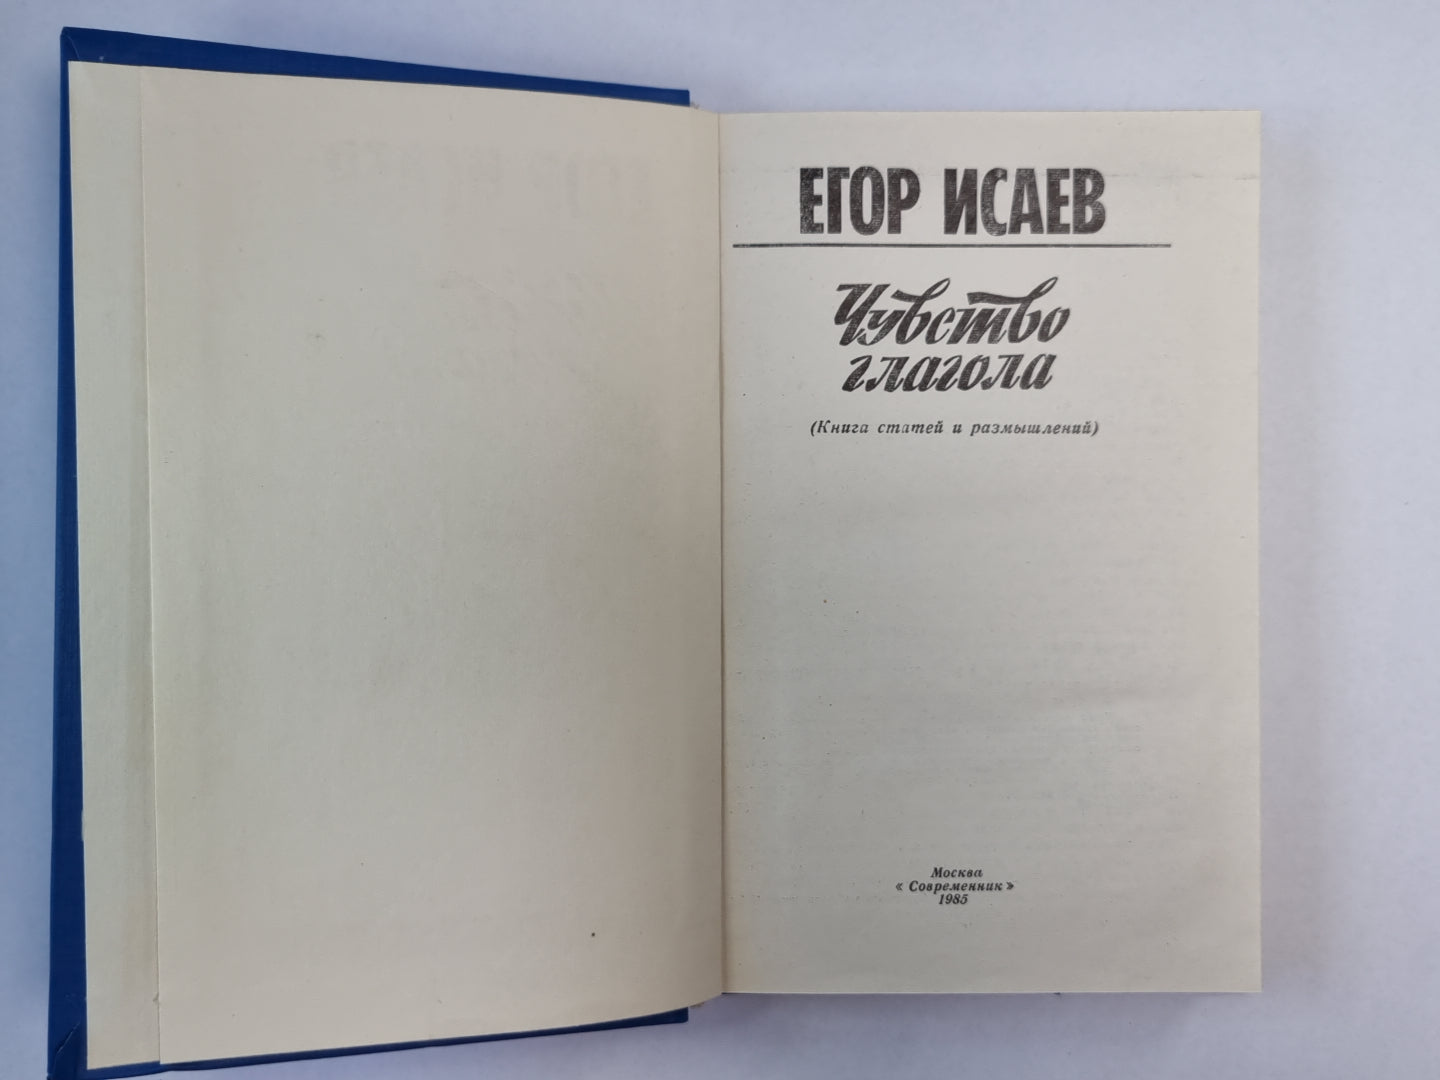 ЕГОР ИСАЕВ
Чувство
глагола
(Книга статей и размышлений)
Москва
« Современник »
1985